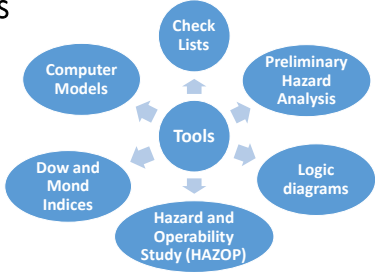 s
Check
Lists
Computer
Models
Preliminary
Hazard
Analysis
Tools
Dow and
Mond
Indices
Logic
diagrams
Hazard and
Operability
Study (HAZOP)